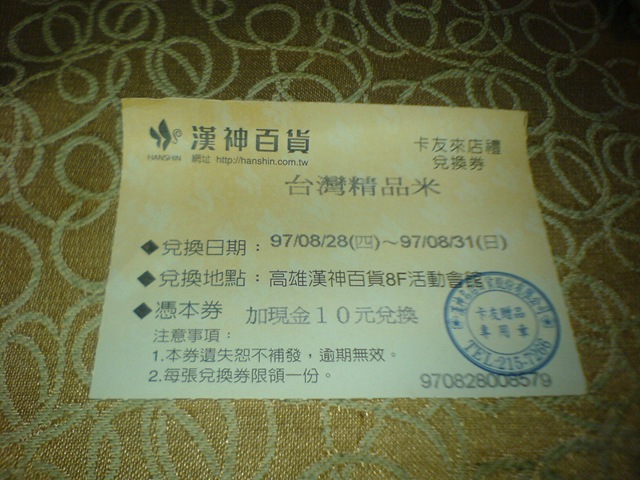 漢神百貨
HANSHIN
網址 http://hanshin.com.tw
卡友來店禮
兌換券
台灣精品米
◆兌換日期：97/08/28(四)～97/08/31(日)
◆兌換地點：高雄漢神百貨8F活動會館
◆憑本券 加現金10元兌換
注意事項：
1.本券遺失恕不補發，逾期無效。
2.每張兌換券限領一份。
卡友贈品
專用章
TEL:215-7266
970828008579